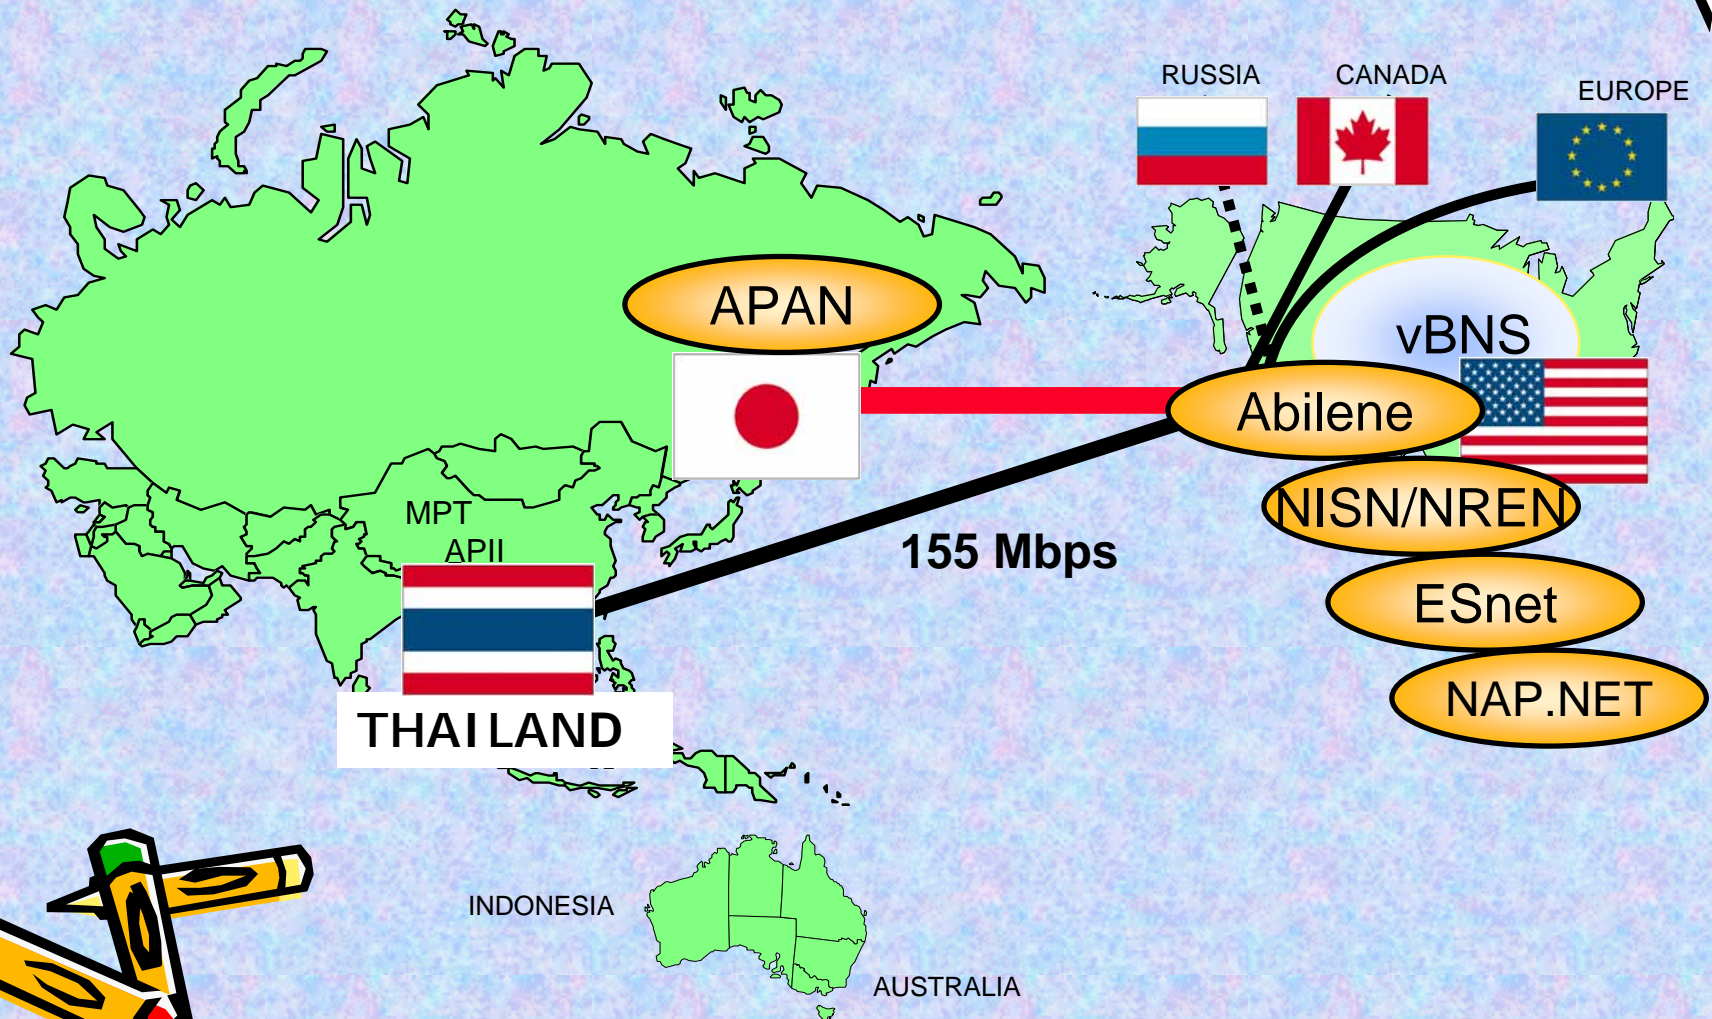 RUSSIA
CANADA
EUROPE
APAN
vBNS
Abilene
NISN/NREN
MPT
APII
155 Mbps
ESnet
NAP.NET
THAILAND
INDONESIA
AUSTRALIA